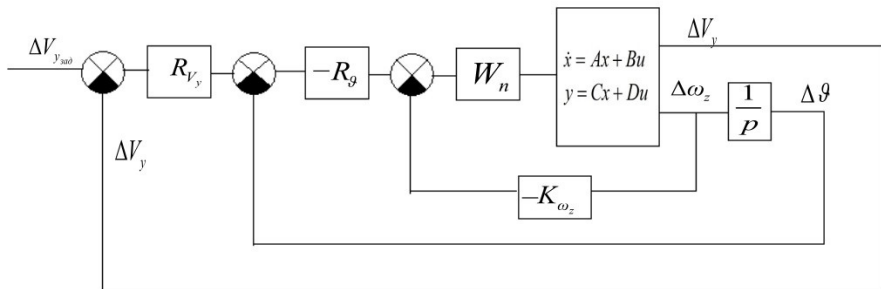 ΔV_{y_{зад}}
R_{V_y}
−R_ϑ
W_n
ẋ = Ax + Bu
y = Cx + Du
ΔV_y
Δω_z
1/p
Δϑ
ΔV_y
−K_{ω_z}